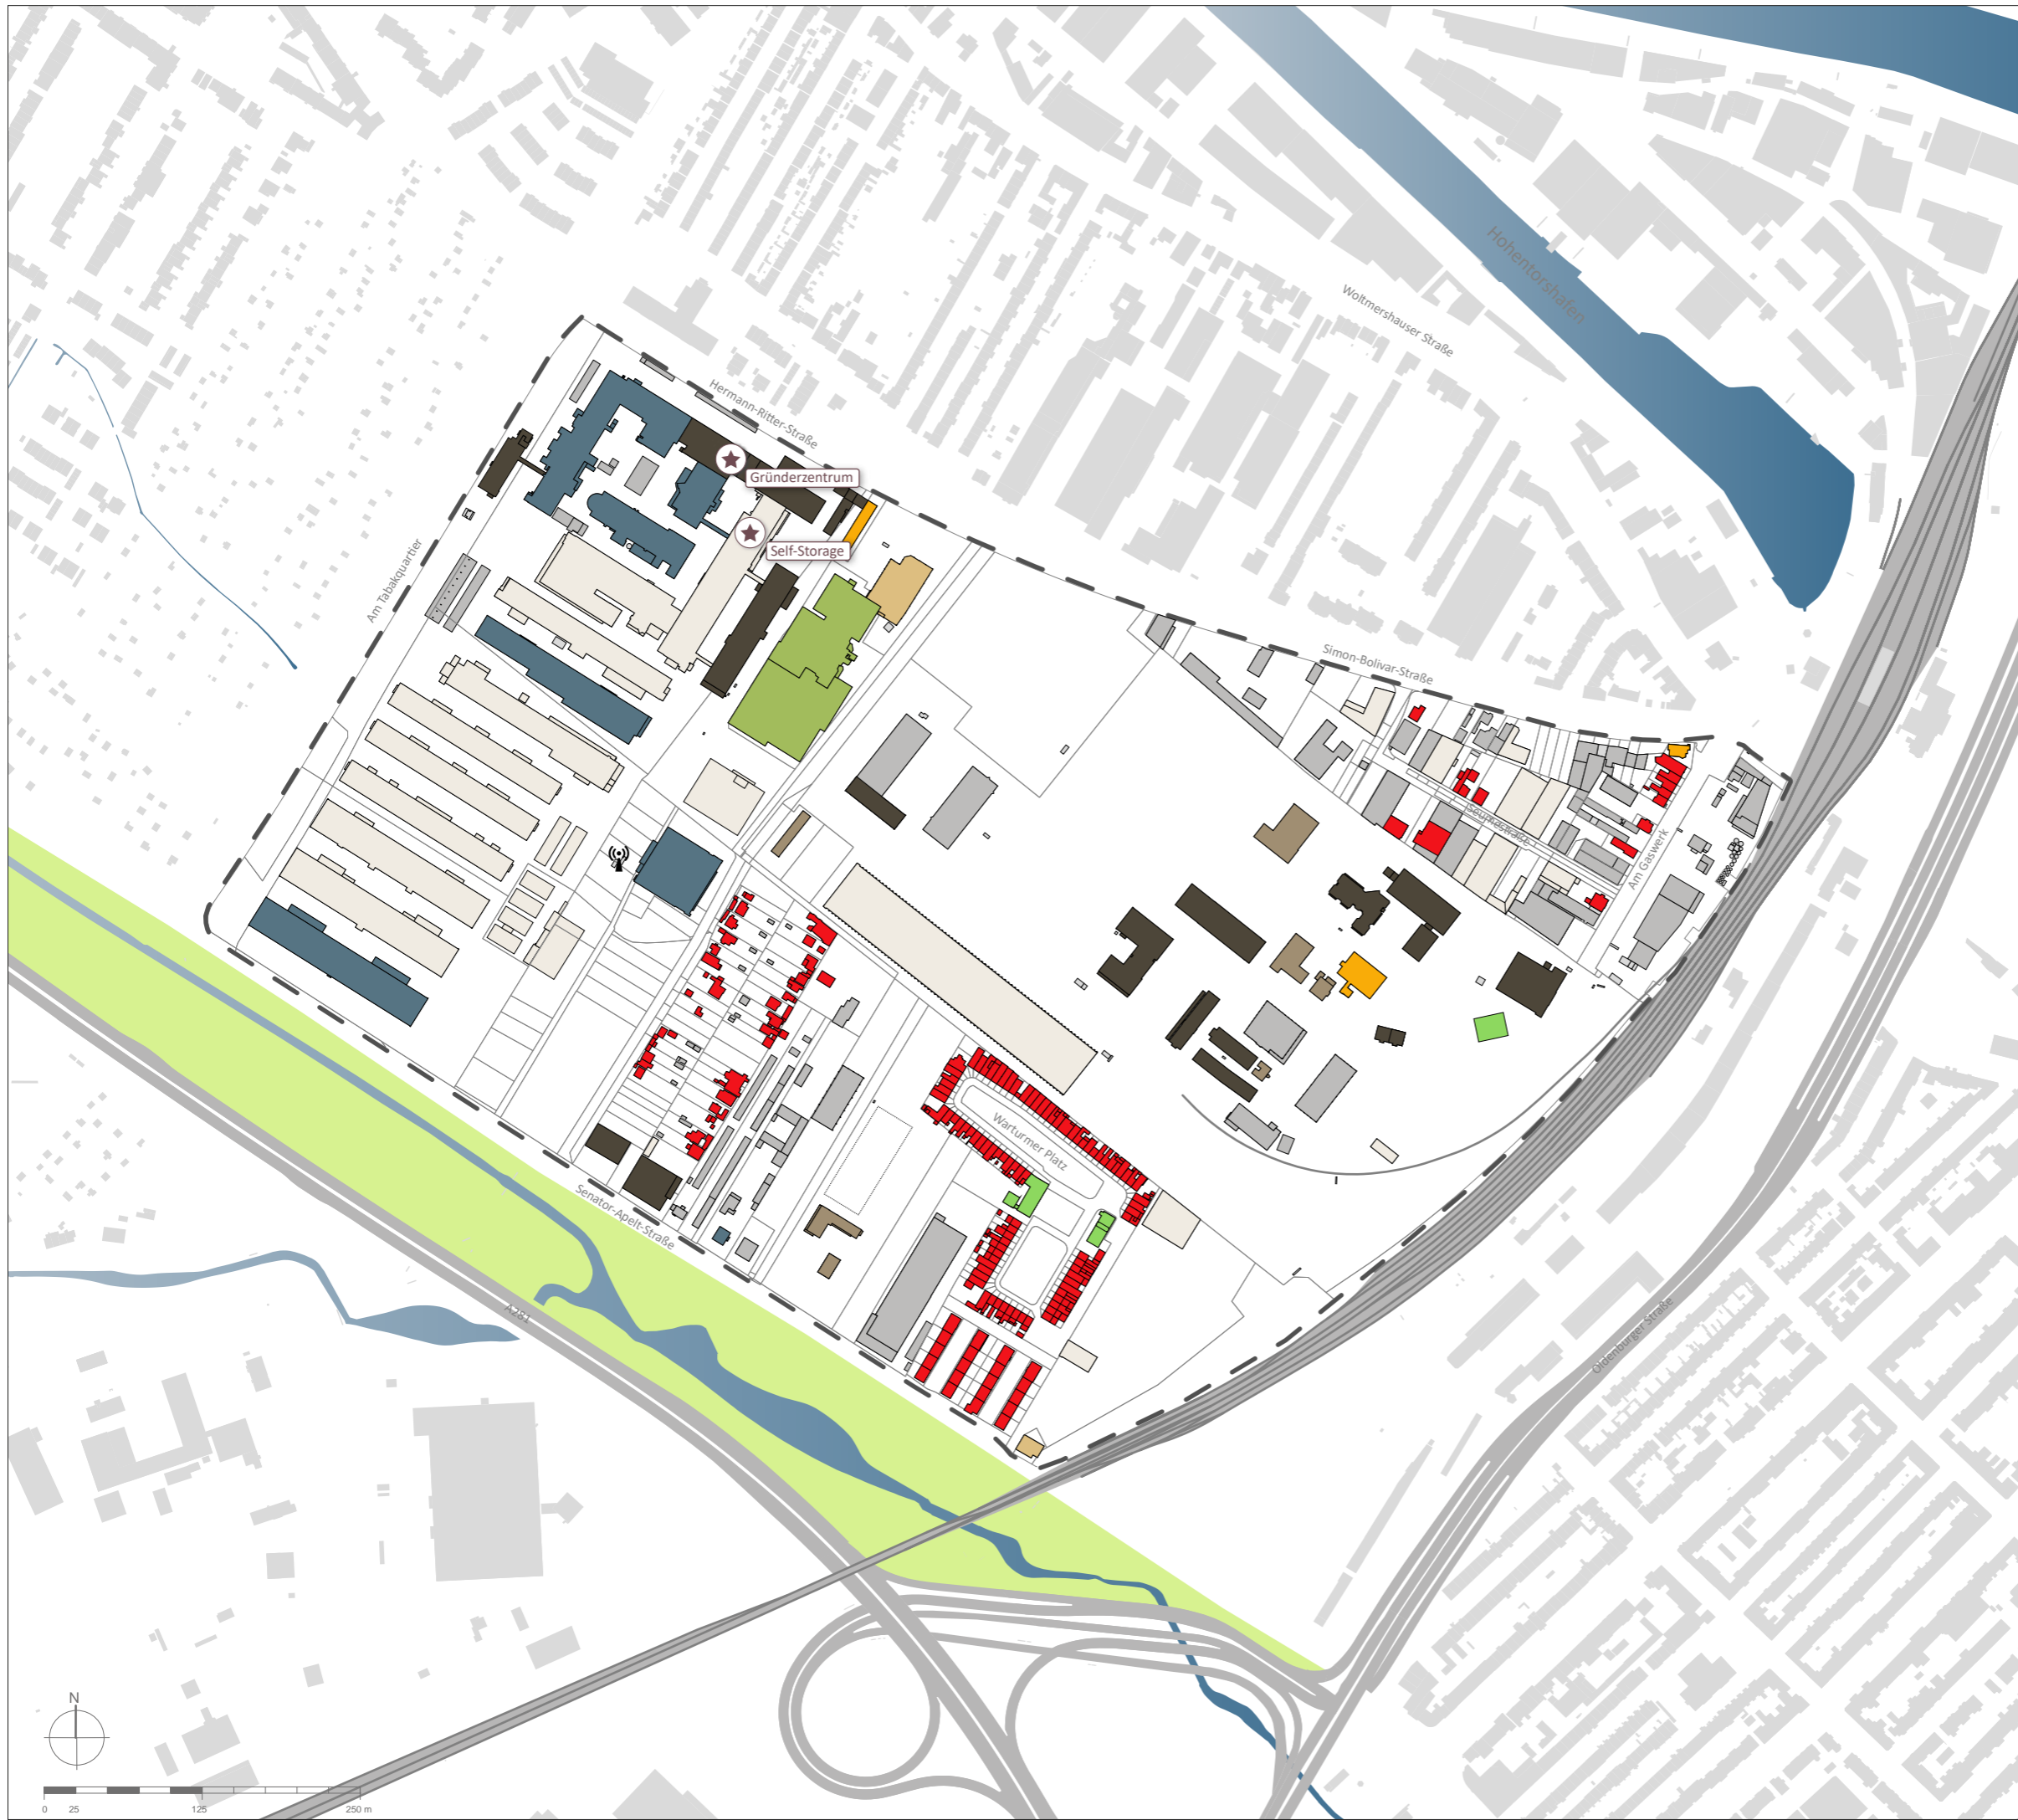 Hohentorshafen
Woltmershauser Straße
Hermann-Ritter-Straße
Gründerzentrum
Self-Storage
Am Tabakquartier
Simon-Bolivar-Straße
Am Gaswerk
Warturmer Platz
Senator-Apelt-Straße
A281
Oldenburger Straße
N
0 25 125 250 m